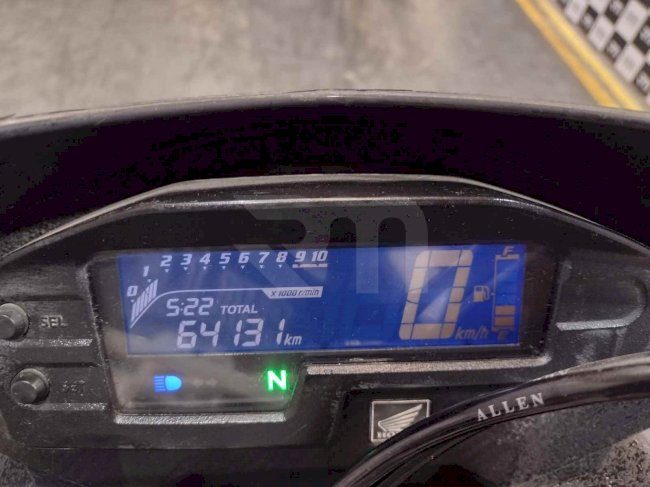 0 1 2 3 4 5 6 7 8 9 10
F
x 1000 r/min
5:22 TOTAL
0 km/h
64131 km
E
SEL
SET
N
ALLEN